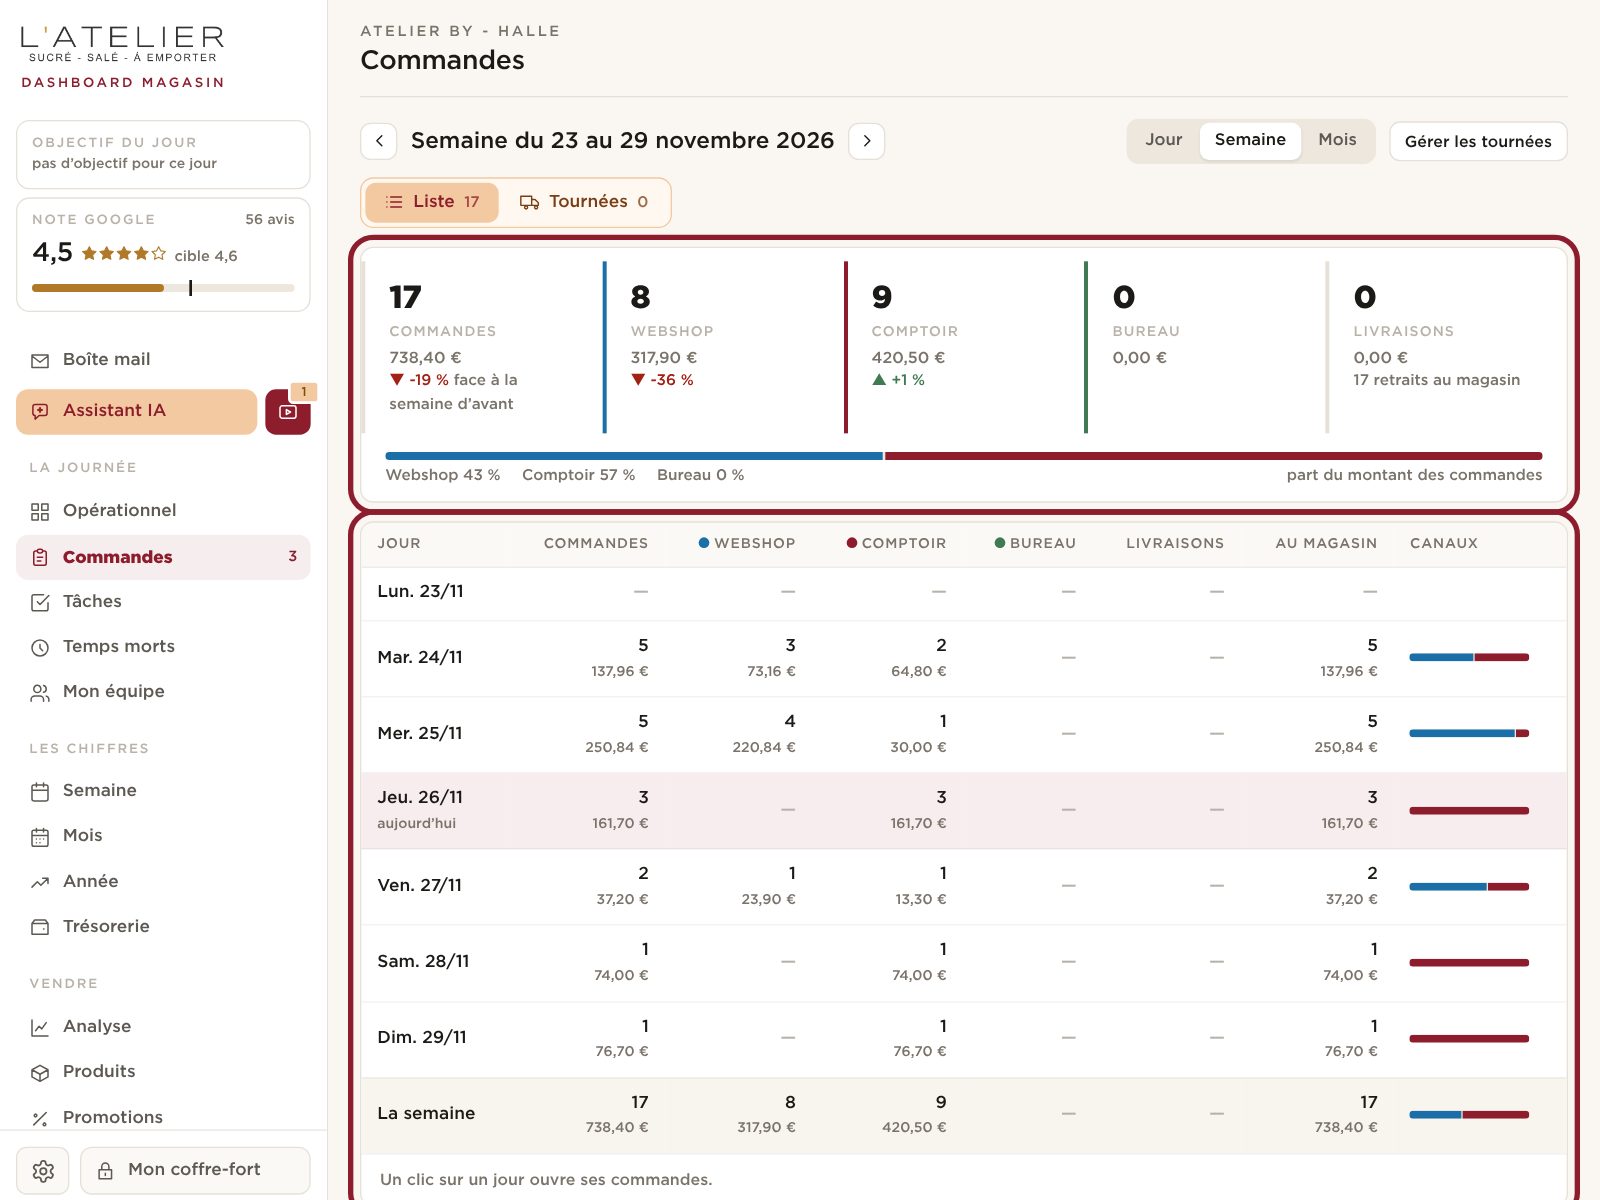 L'ATELIER
SUCRÉ - SALÉ - À EMPORTER
DASHBOARD MAGASIN
OBJECTIF DU JOUR
pas d'objectif pour ce jour
NOTE GOOGLE 56 avis
4,5 cible 4,6
Boîte mail
Assistant IA 1
LA JOURNÉE
Opérationnel
Commandes 3
Tâches
Temps morts
Mon équipe
LES CHIFFRES
Semaine
Mois
Année
Trésorerie
VENDRE
Analyse
Produits
Promotions
Mon coffre-fort
ATELIER BY - HALLE
Commandes
Semaine du 23 au 29 novembre 2026
Jour Semaine Mois Gérer les tournées
Liste 17 Tournées 0
17 8 9 0 0
COMMANDES WEBSHOP COMPTOIR BUREAU LIVRAISONS
738,40 € 317,90 € 420,50 € 0,00 € 0,00 €
▼ -19 % face à la ▼ -36 % ▲ +1 % 17 retraits au magasin
semaine d'avant
Webshop 43 % Comptoir 57 % Bureau 0 % part du montant des commandes
JOUR COMMANDES WEBSHOP COMPTOIR BUREAU LIVRAISONS AU MAGASIN CANAUX
Lun. 23/11 — — — — — —
Mar. 24/11 5 3 2 — — 5
137,96 € 73,16 € 64,80 € 137,96 €
Mer. 25/11 5 4 1 — — 5
250,84 € 220,84 € 30,00 € 250,84 €
Jeu. 26/11 3 — 3 — — 3
aujourd'hui 161,70 € 161,70 € 161,70 €
Ven. 27/11 2 1 1 — — 2
37,20 € 23,90 € 13,30 € 37,20 €
Sam. 28/11 1 — 1 — — 1
74,00 € 74,00 € 74,00 €
Dim. 29/11 1 — 1 — — 1
76,70 € 76,70 € 76,70 €
La semaine 17 8 9 — — 17
738,40 € 317,90 € 420,50 € 738,40 €
Un clic sur un jour ouvre ses commandes.